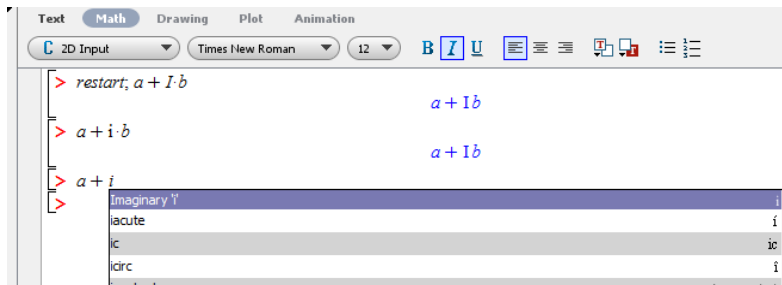 Text Math Drawing Plot Animation
C 2D Input Times New Roman 12 B I U
> restart; a + I·b
a + I b
> a + i·b
a + I b
> a + i
>
Imaginary 'i' i
iacute í
ic ic
icirc î